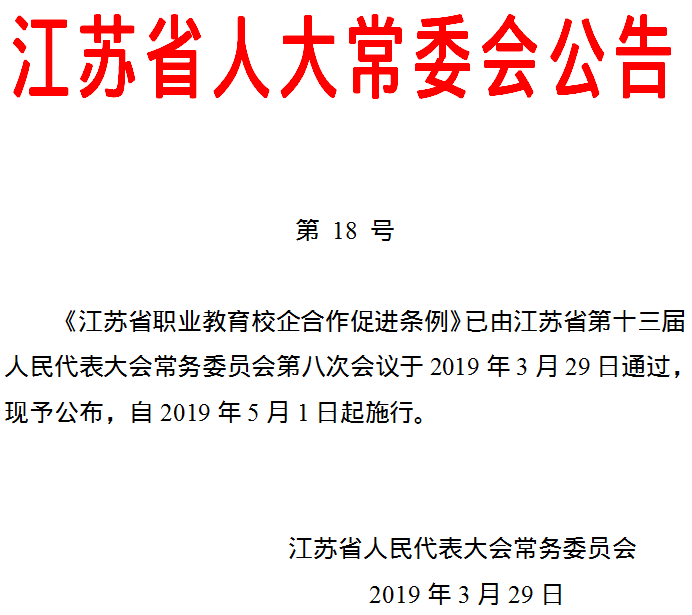 江苏省人大常委会公告
第 18 号
《江苏省职业教育校企合作促进条例》已由江苏省第十三届
人民代表大会常务委员会第八次会议于 2019 年 3 月 29 日通过，
现予公布，自 2019 年 5 月 1 日起施行。
江苏省人民代表大会常务委员会
2019 年 3 月 29 日